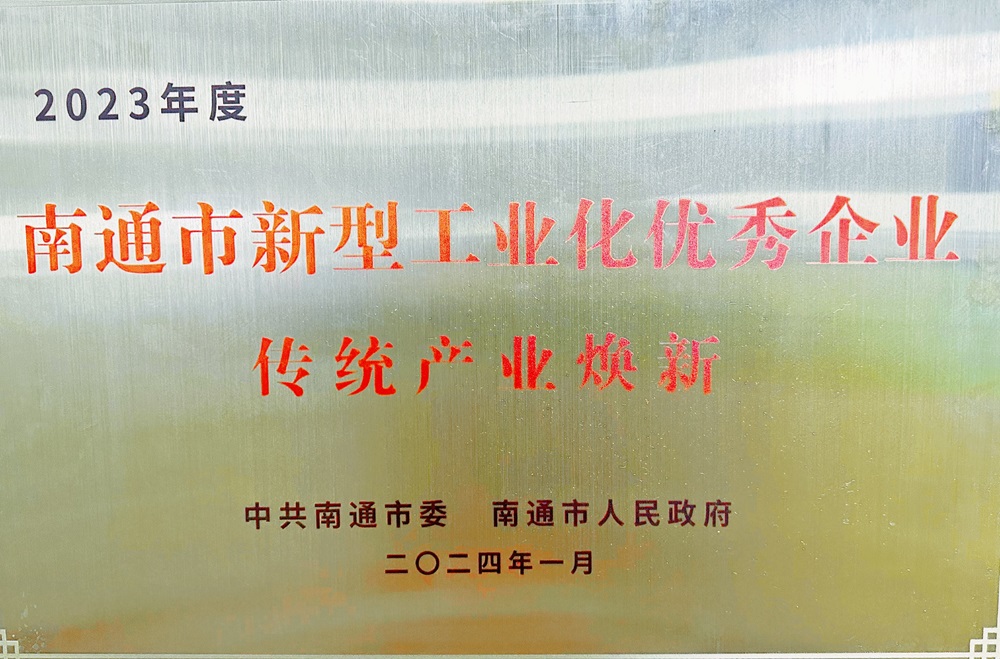 2023年度
南通市新型工业化优秀企业
传统产业焕新
中共南通市委 南通市人民政府
二〇二四年一月